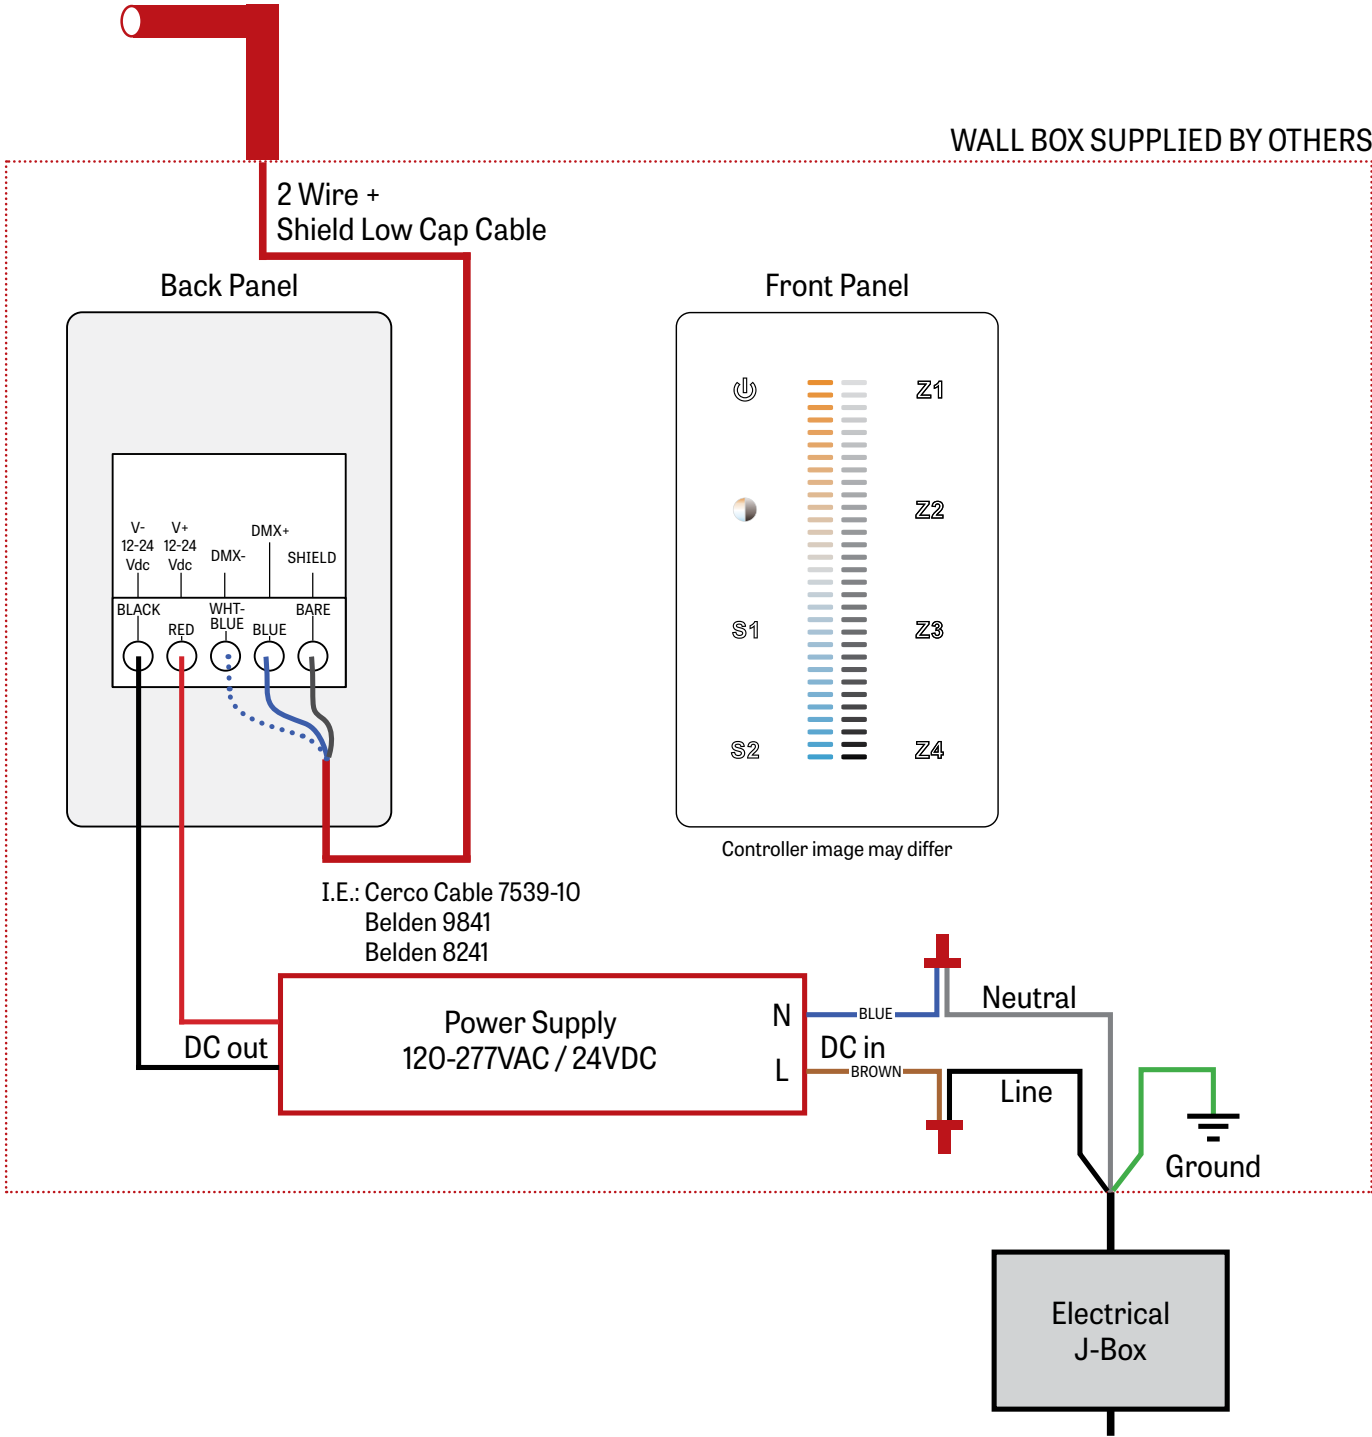 WALL BOX SUPPLIED BY OTHERS
2 Wire +
Shield Low Cap Cable
Back Panel
V-
12-24
Vdc
V+
12-24
Vdc
DMX-
DMX+
SHIELD
BLACK
RED
WHT-
BLUE
BLUE
BARE
Front Panel
Z1
Z2
S1
Z3
S2
Z4
Controller image may differ
I.E.: Cerco Cable 7539-10
Belden 9841
Belden 8241
Power Supply
120-277VAC / 24VDC
DC out
N
L
BLUE
DC in
BROWN
Neutral
Line
Ground
Electrical
J-Box